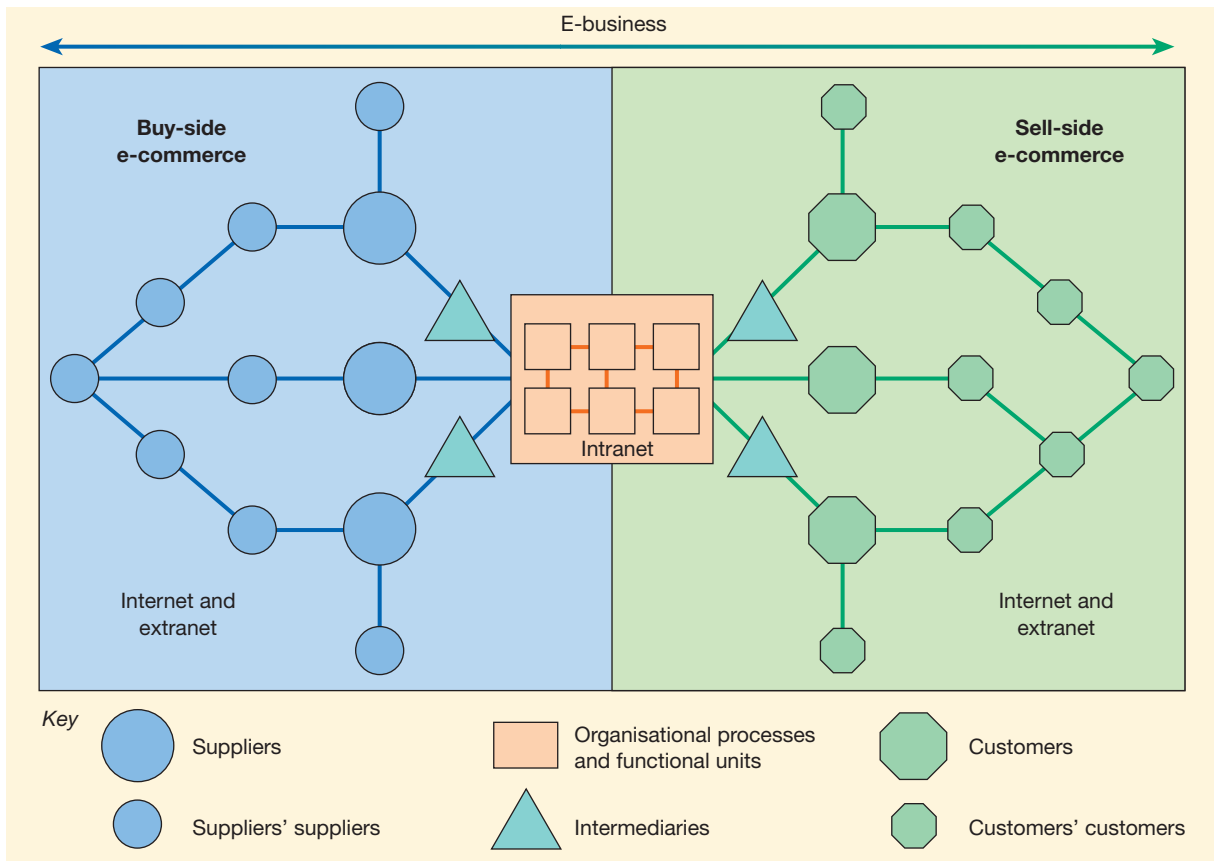 E-business
Buy-side
e-commerce
Sell-side
e-commerce
Intranet
Internet and
extranet
Internet and
extranet
Key
Suppliers
Organisational processes
and functional units
Customers
Suppliers’ suppliers
Intermediaries
Customers’ customers